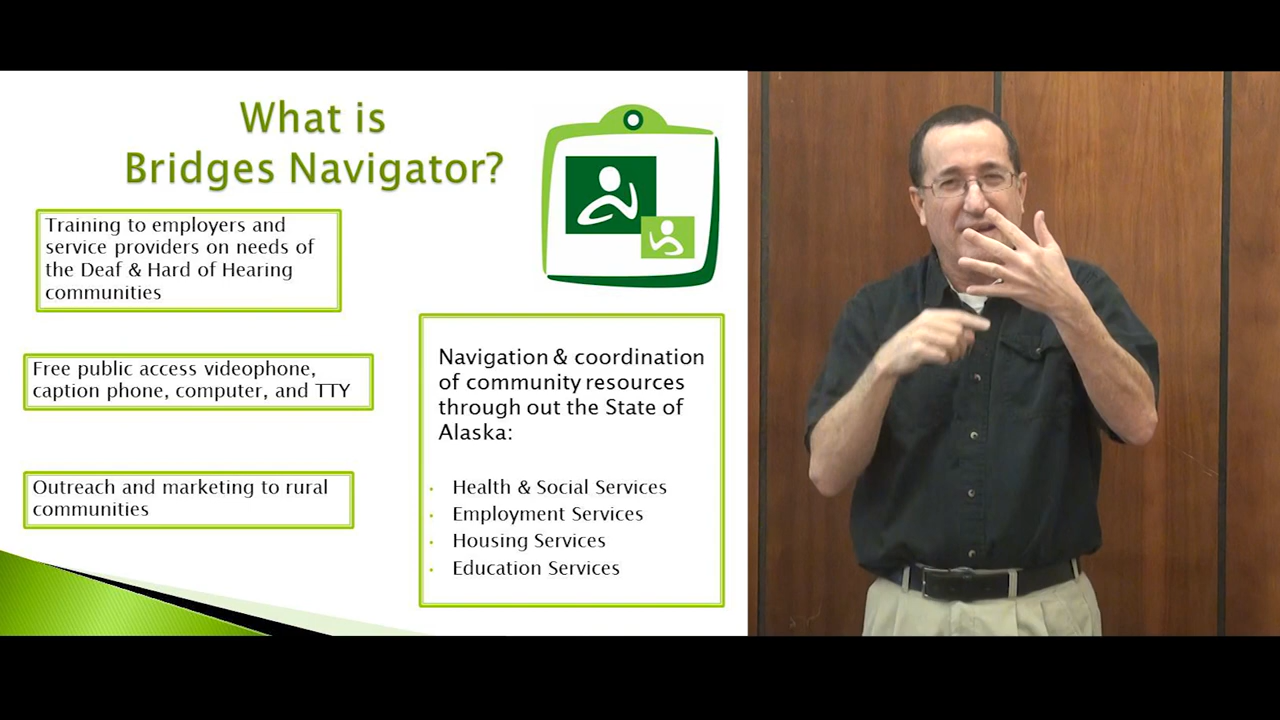 What is
Bridges Navigator?
Training to employers and
service providers on needs of
the Deaf & Hard of Hearing
communities
Free public access videophone,
caption phone, computer, and TTY
Outreach and marketing to rural
communities
Navigation & coordination
of community resources
through out the State of
Alaska:
• Health & Social Services
• Employment Services
• Housing Services
• Education Services